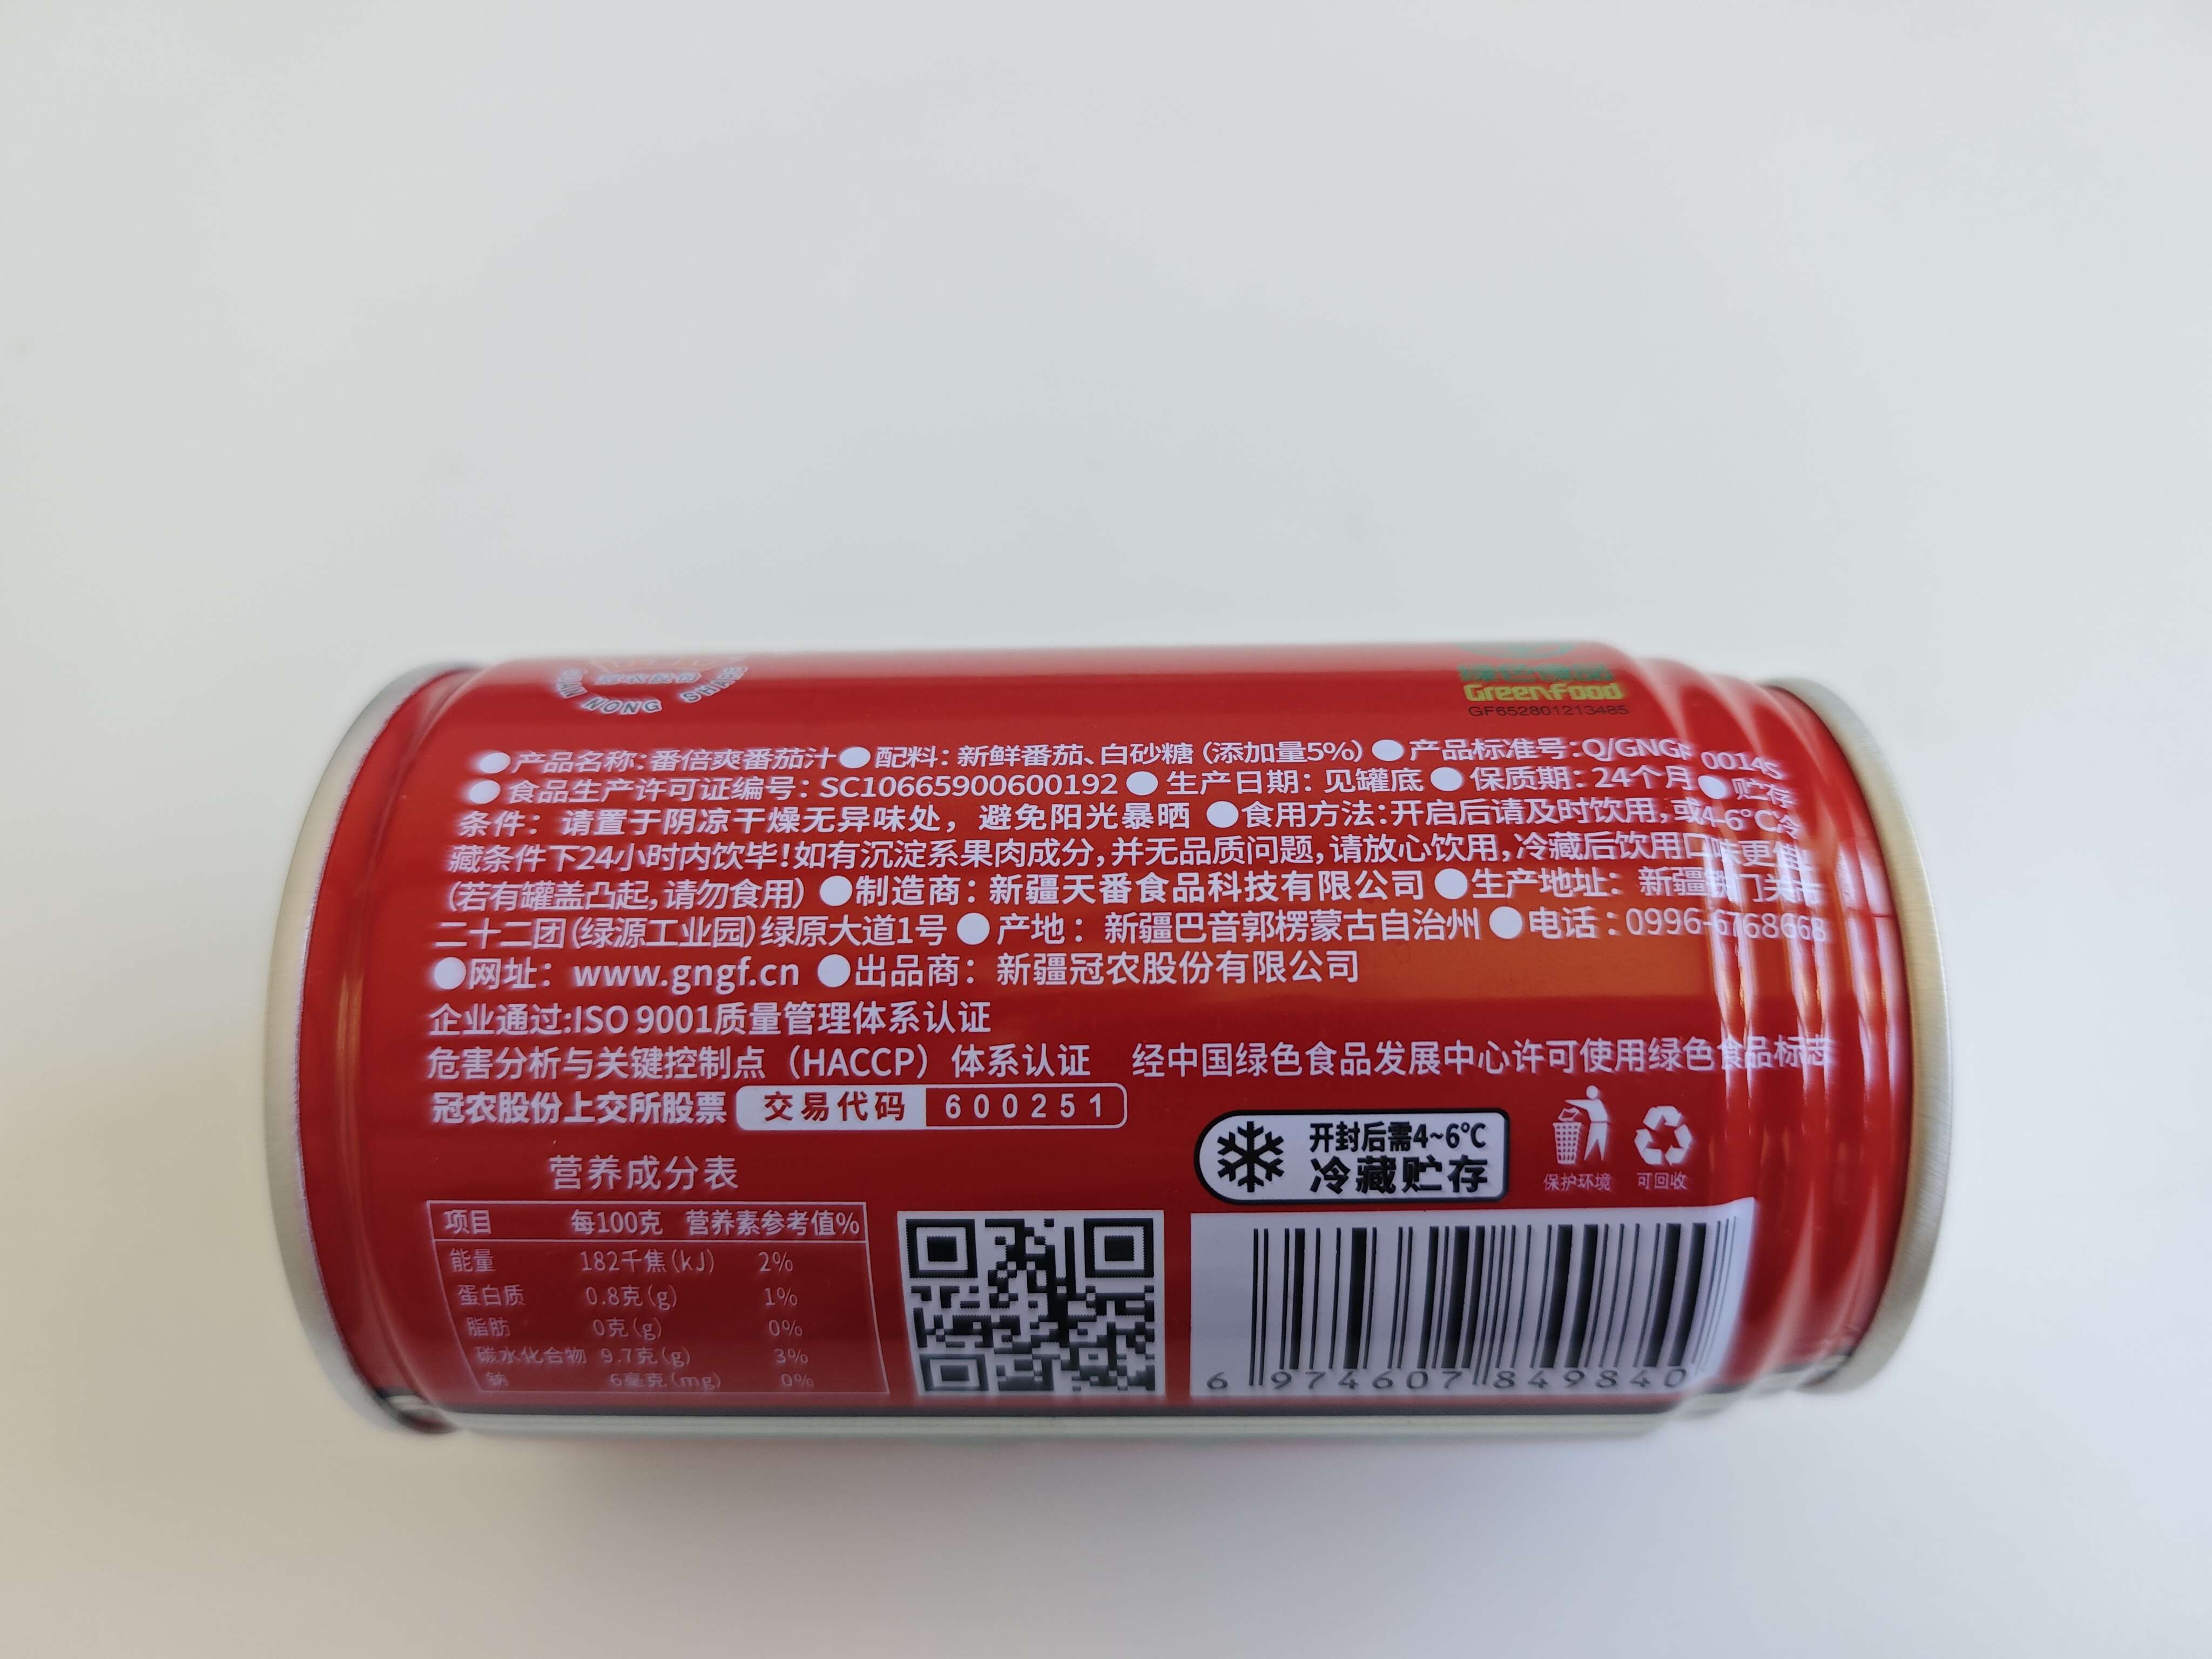 NONG
Greenfood
GF652801213485
●产品名称:番倍爽番茄汁●配料：新鲜番茄、白砂糖（添加量5%）●产品标准号:Q/GNGF 0014S
●食品生产许可证编号：SC10665900600192 ●生产日期：见罐底 ●保质期：24个月●贮存
条件：请置于阴凉干燥无异味处，避免阳光暴晒 ●食用方法:开启后请及时饮用,或4-6℃冷
藏条件下24小时内饮毕!如有沉淀系果肉成分,并无品质问题,请放心饮用,冷藏后饮用口味更佳
(若有罐盖凸起,请勿食用) ●制造商：新疆天番食品科技有限公司 ●生产地址：新疆铁门关市
二十二团(绿源工业园)绿原大道1号 ●产地：新疆巴音郭楞蒙古自治州 ●电话：0996-6768668
●网址：www.gngf.cn ●出品商：新疆冠农股份有限公司
企业通过:ISO 9001质量管理体系认证
危害分析与关键控制点（HACCP）体系认证 经中国绿色食品发展中心许可使用绿色食品标志
冠农股份上交所股票 交易代码 600251
开封后需4~6℃
冷藏贮存
保护环境 可回收
营养成分表
项目 每100克 营养素参考值%
能量 182千焦(kJ) 2%
蛋白质 0.8克(g) 1%
脂肪 0克(g) 0%
碳水化合物 9.7克(g) 3%
钠 6毫克(mg) 0%
6 974607 849840